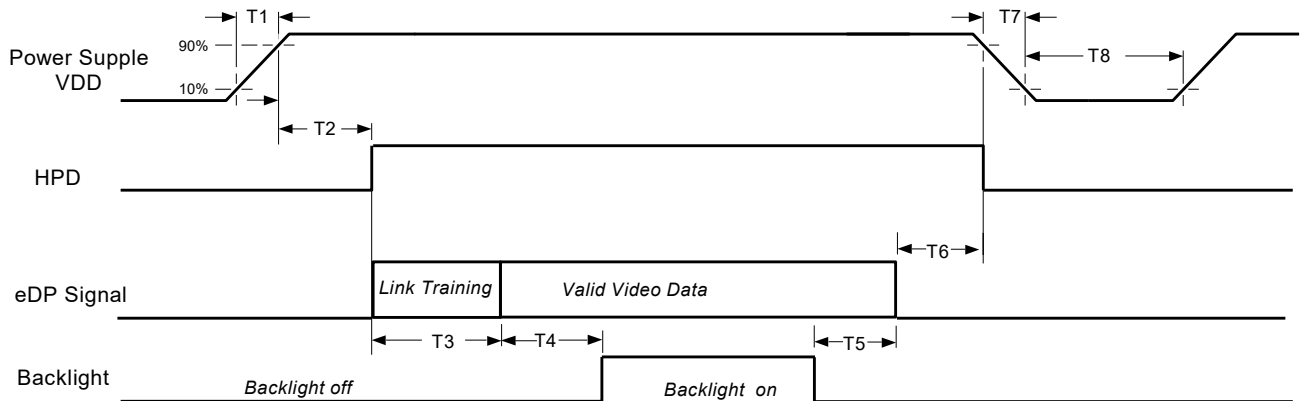 T1
T7
90%
Power Supple
VDD
T8
10%
T2
HPD
T6
eDP Signal
Link Training
Valid Video Data
T3
T4
T5
Backlight
Backlight off
Backlight on